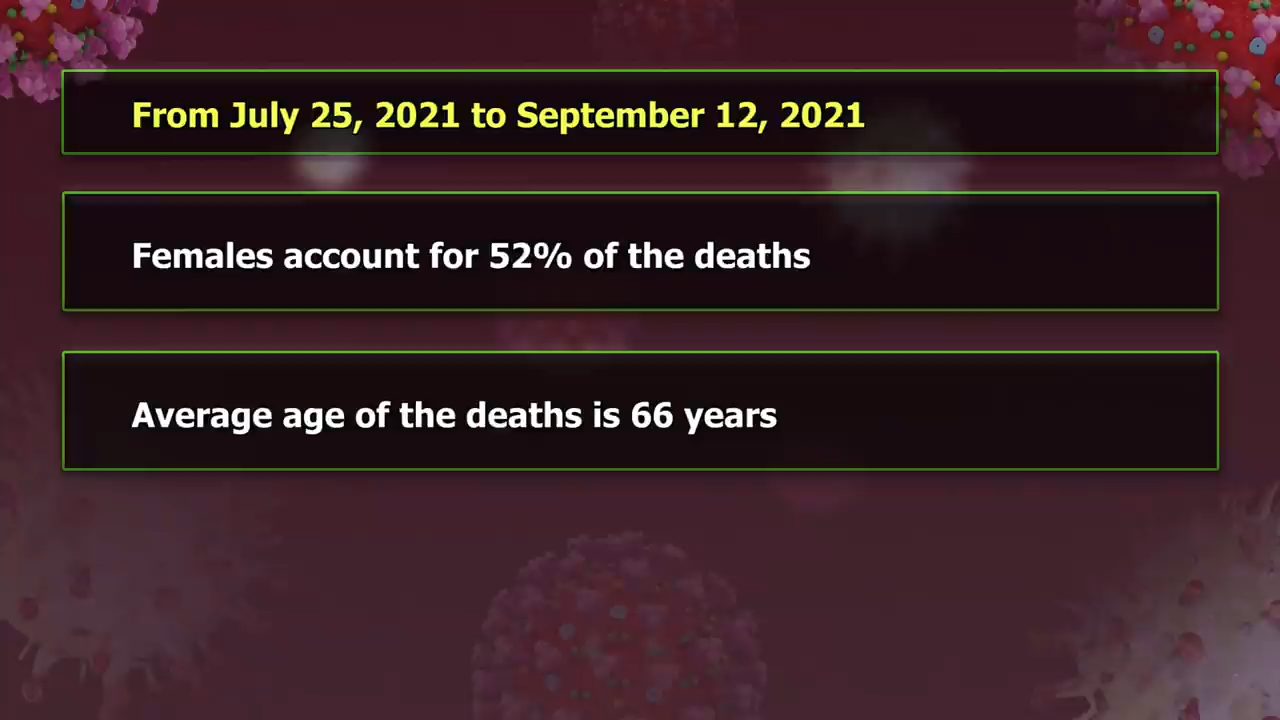 From July 25, 2021 to September 12, 2021
Females account for 52% of the deaths
Average age of the deaths is 66 years